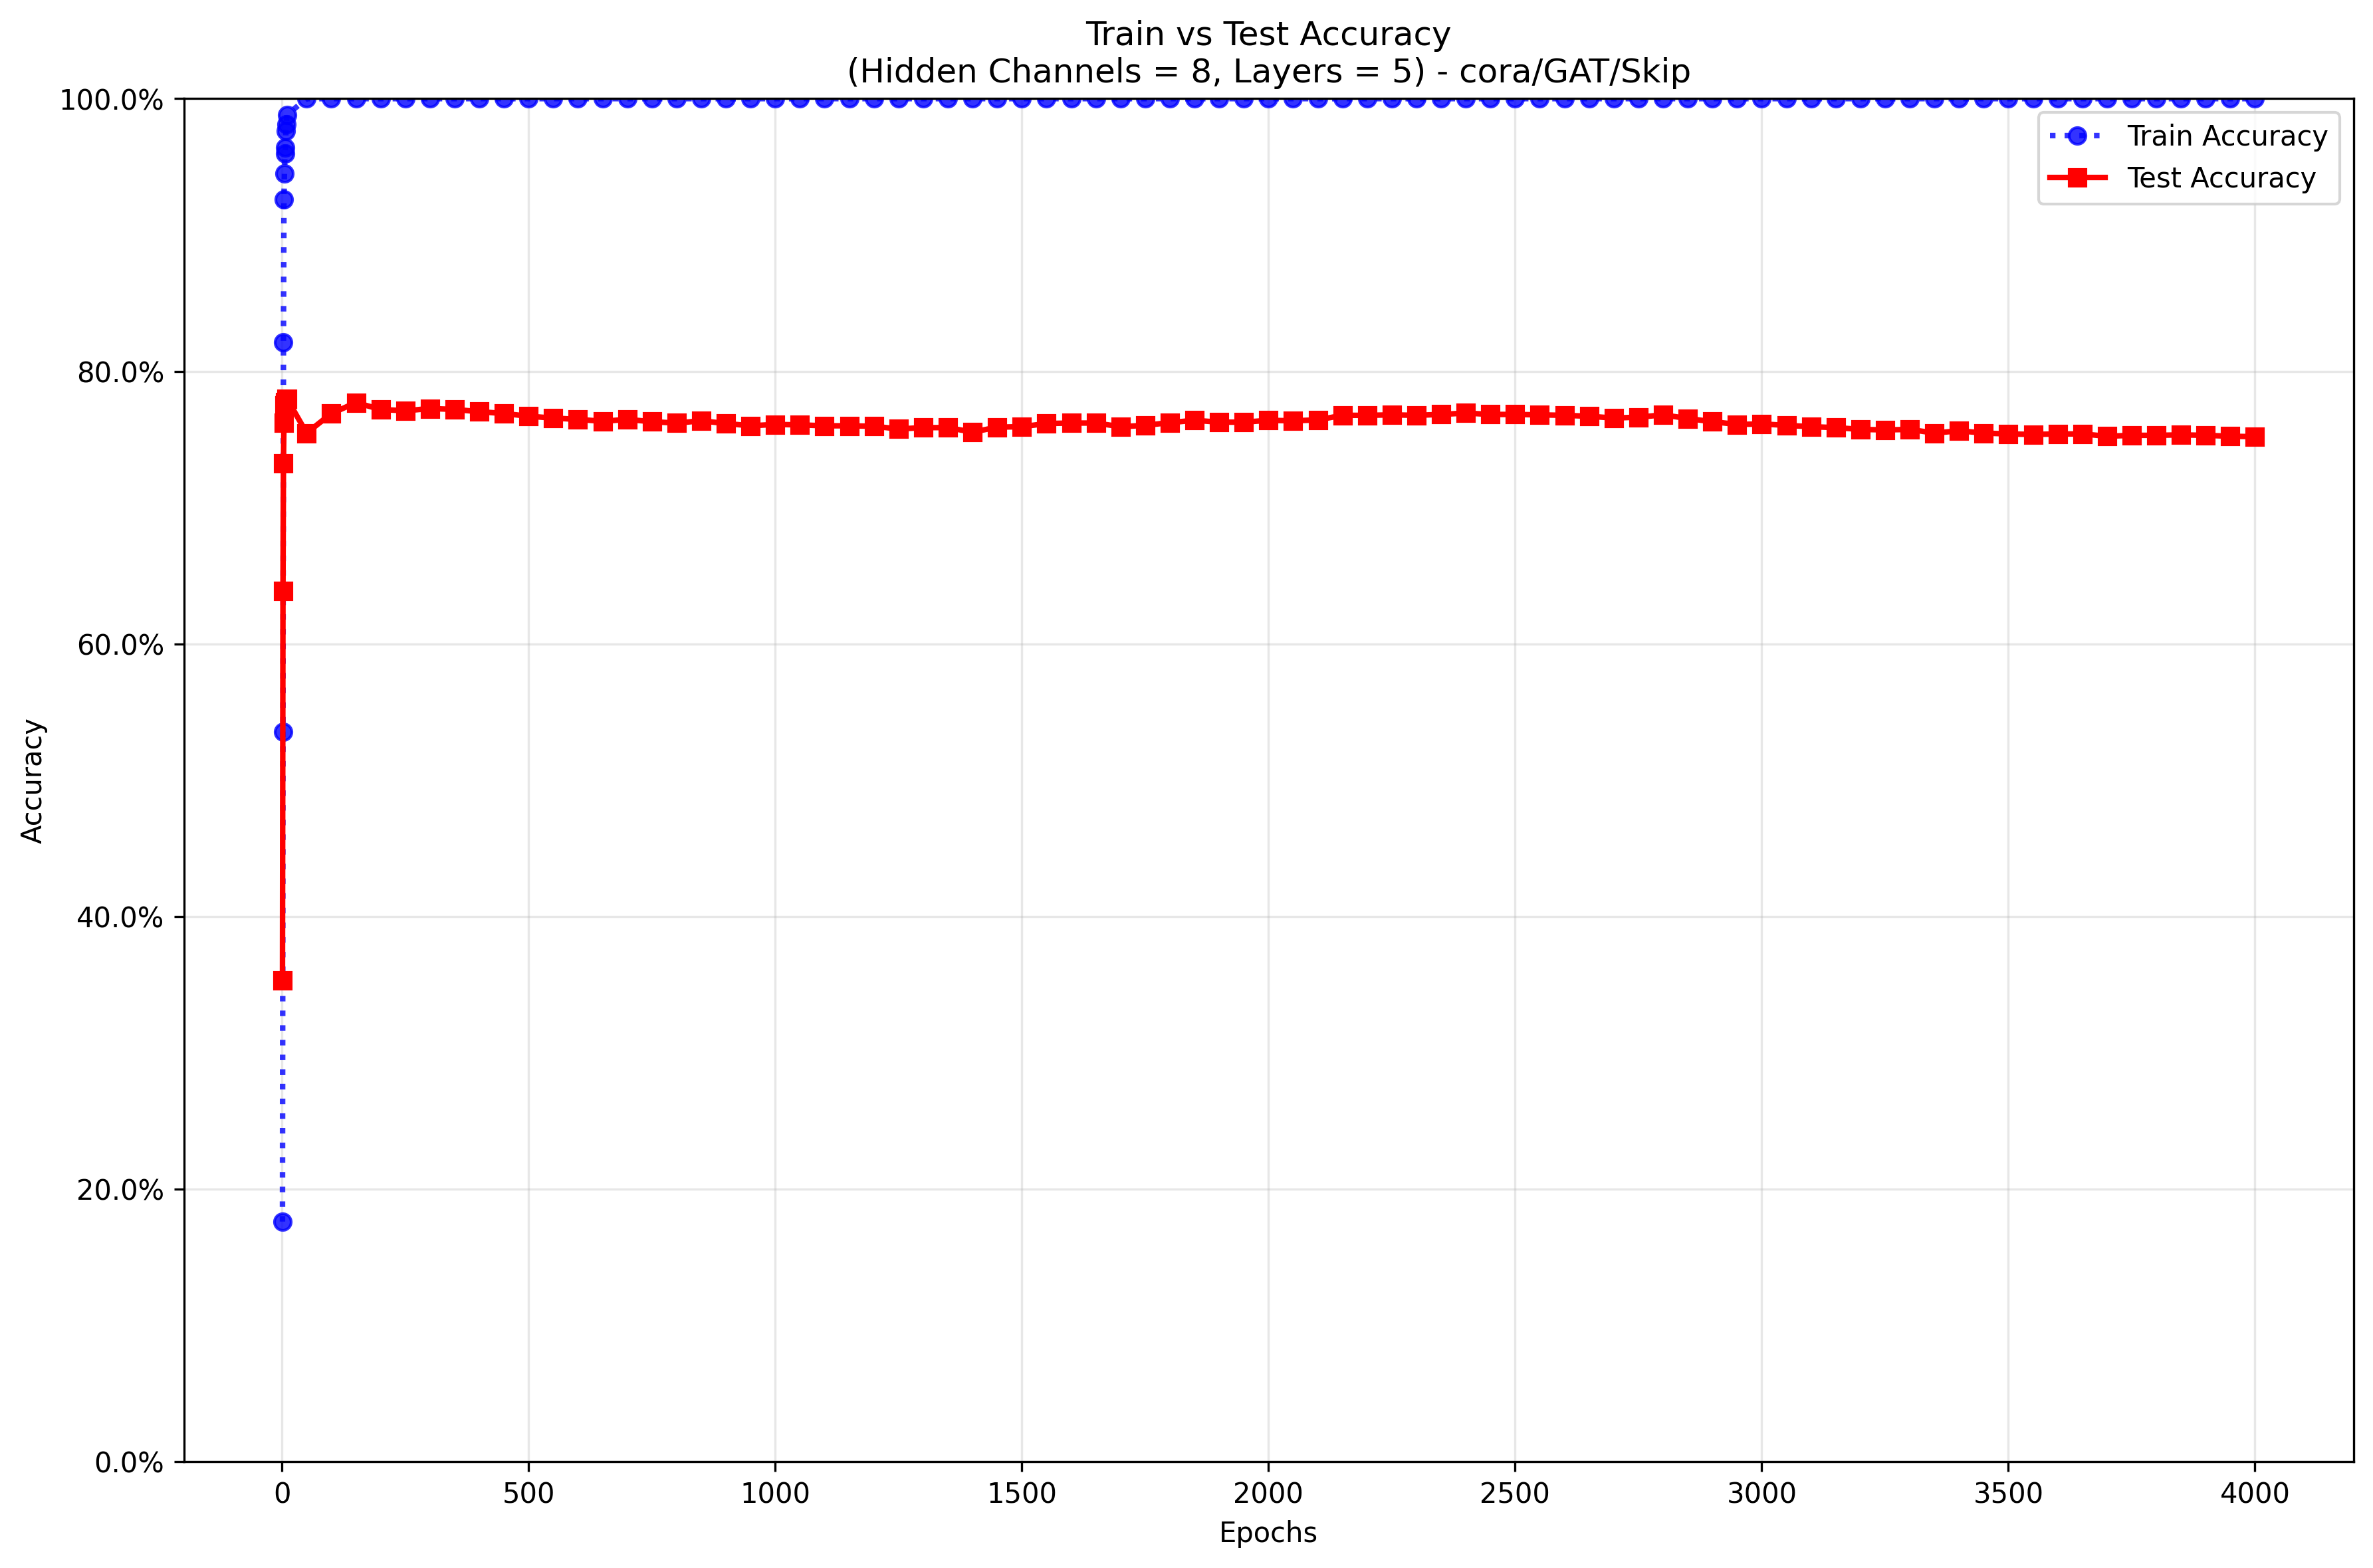 Train vs Test Accuracy
(Hidden Channels = 8, Layers = 5) - cora/GAT/Skip
100.0%
80.0%
60.0%
40.0%
20.0%
0.0%
Accuracy
Train Accuracy
Test Accuracy
0 500 1000 1500 2000 2500 3000 3500 4000
Epochs